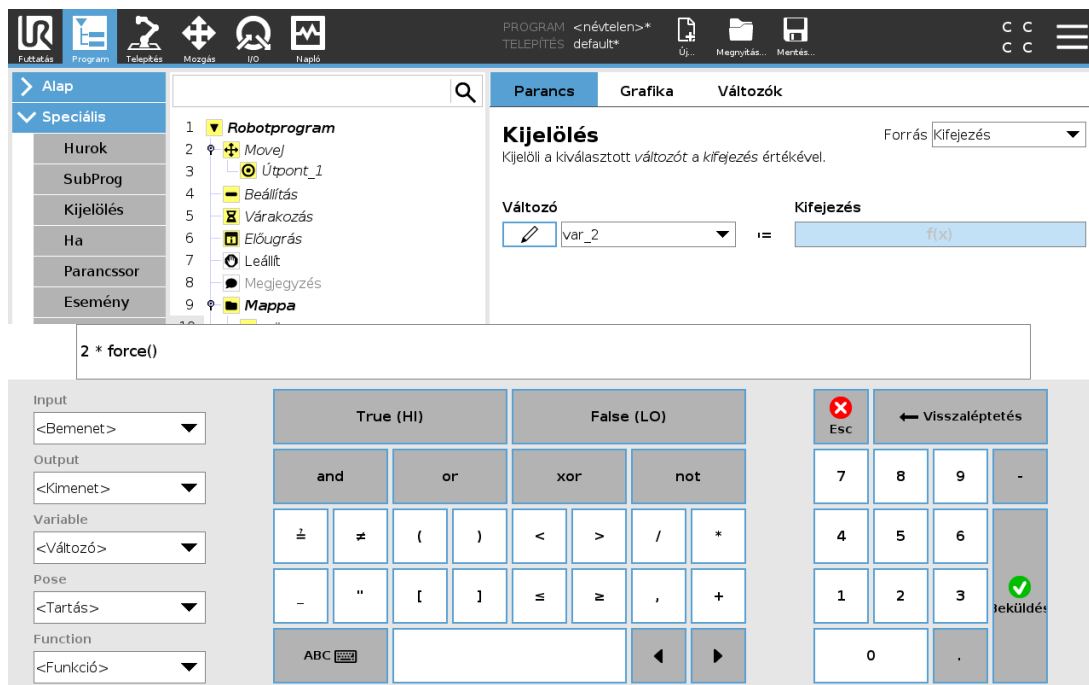 PROGRAM <névtelen>*
TELEPÍTÉS default*
C C
C C
Futtatás Program Telepítés Mozgás I/O Napló Új... Megnyitás... Mentés...
Alap
Speciális
Hurok
SubProg
Kijelölés
Ha
Parancssor
Esemény
1 Robotprogram
2 MoveJ
3 Útpont_1
4 Beállítás
5 Várakozás
6 Előugrás
7 Leállít
8 Megjegyzés
9 Mappa
Parancs Grafika Változók
Kijelölés
Forrás Kifejezés
Kijelöli a kiválasztott változót a kifejezés értékével.
Változó Kifejezés
var_2 := f(x)
2 * force()
Input
<Bemenet>
Output
<Kimenet>
Variable
<Változó>
Pose
<Tartás>
Function
<Funkció>
True (HI) False (LO)
and or xor not
≟ ≠ ( ) < > / *
_ " [ ] ≤ ≥ , +
ABC
Esc Visszaléptetés
7 8 9 -
4 5 6
1 2 3
Beküldés
0 .